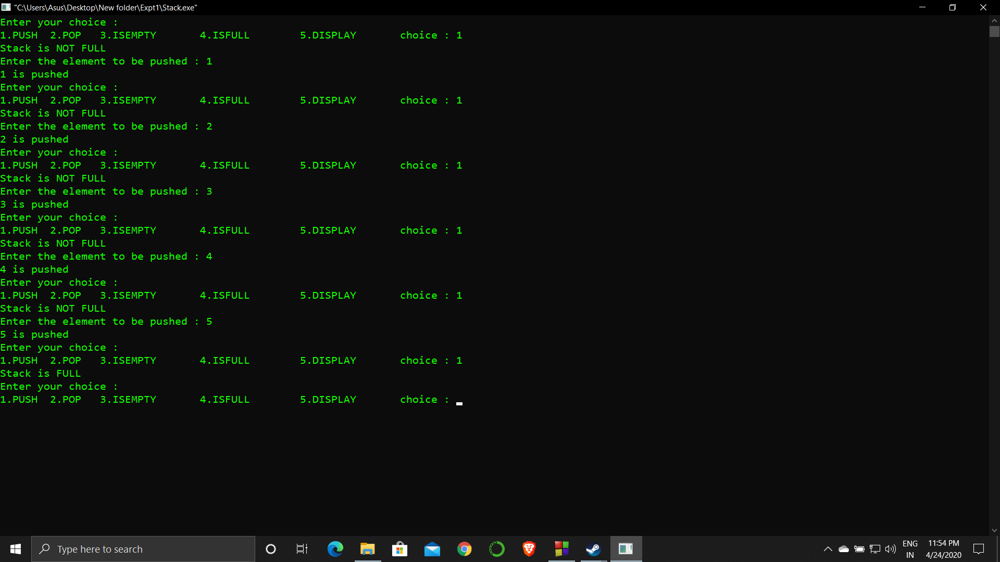 "C:\Users\Asus\Desktop\New folder\Expt1\Stack.exe"
Enter your choice :
1.PUSH  2.POP   3.ISEMPTY       4.ISFULL        5.DISPLAY       choice : 1
Stack is NOT FULL
Enter the element to be pushed : 1
1 is pushed
Enter your choice :
1.PUSH  2.POP   3.ISEMPTY       4.ISFULL        5.DISPLAY       choice : 1
Stack is NOT FULL
Enter the element to be pushed : 2
2 is pushed
Enter your choice :
1.PUSH  2.POP   3.ISEMPTY       4.ISFULL        5.DISPLAY       choice : 1
Stack is NOT FULL
Enter the element to be pushed : 3
3 is pushed
Enter your choice :
1.PUSH  2.POP   3.ISEMPTY       4.ISFULL        5.DISPLAY       choice : 1
Stack is NOT FULL
Enter the element to be pushed : 4
4 is pushed
Enter your choice :
1.PUSH  2.POP   3.ISEMPTY       4.ISFULL        5.DISPLAY       choice : 1
Stack is NOT FULL
Enter the element to be pushed : 5
5 is pushed
Enter your choice :
1.PUSH  2.POP   3.ISEMPTY       4.ISFULL        5.DISPLAY       choice : 1
Stack is FULL
Enter your choice :
1.PUSH  2.POP   3.ISEMPTY       4.ISFULL        5.DISPLAY       choice :
Type here to search
ENG
IN
11:54 PM
4/24/2020